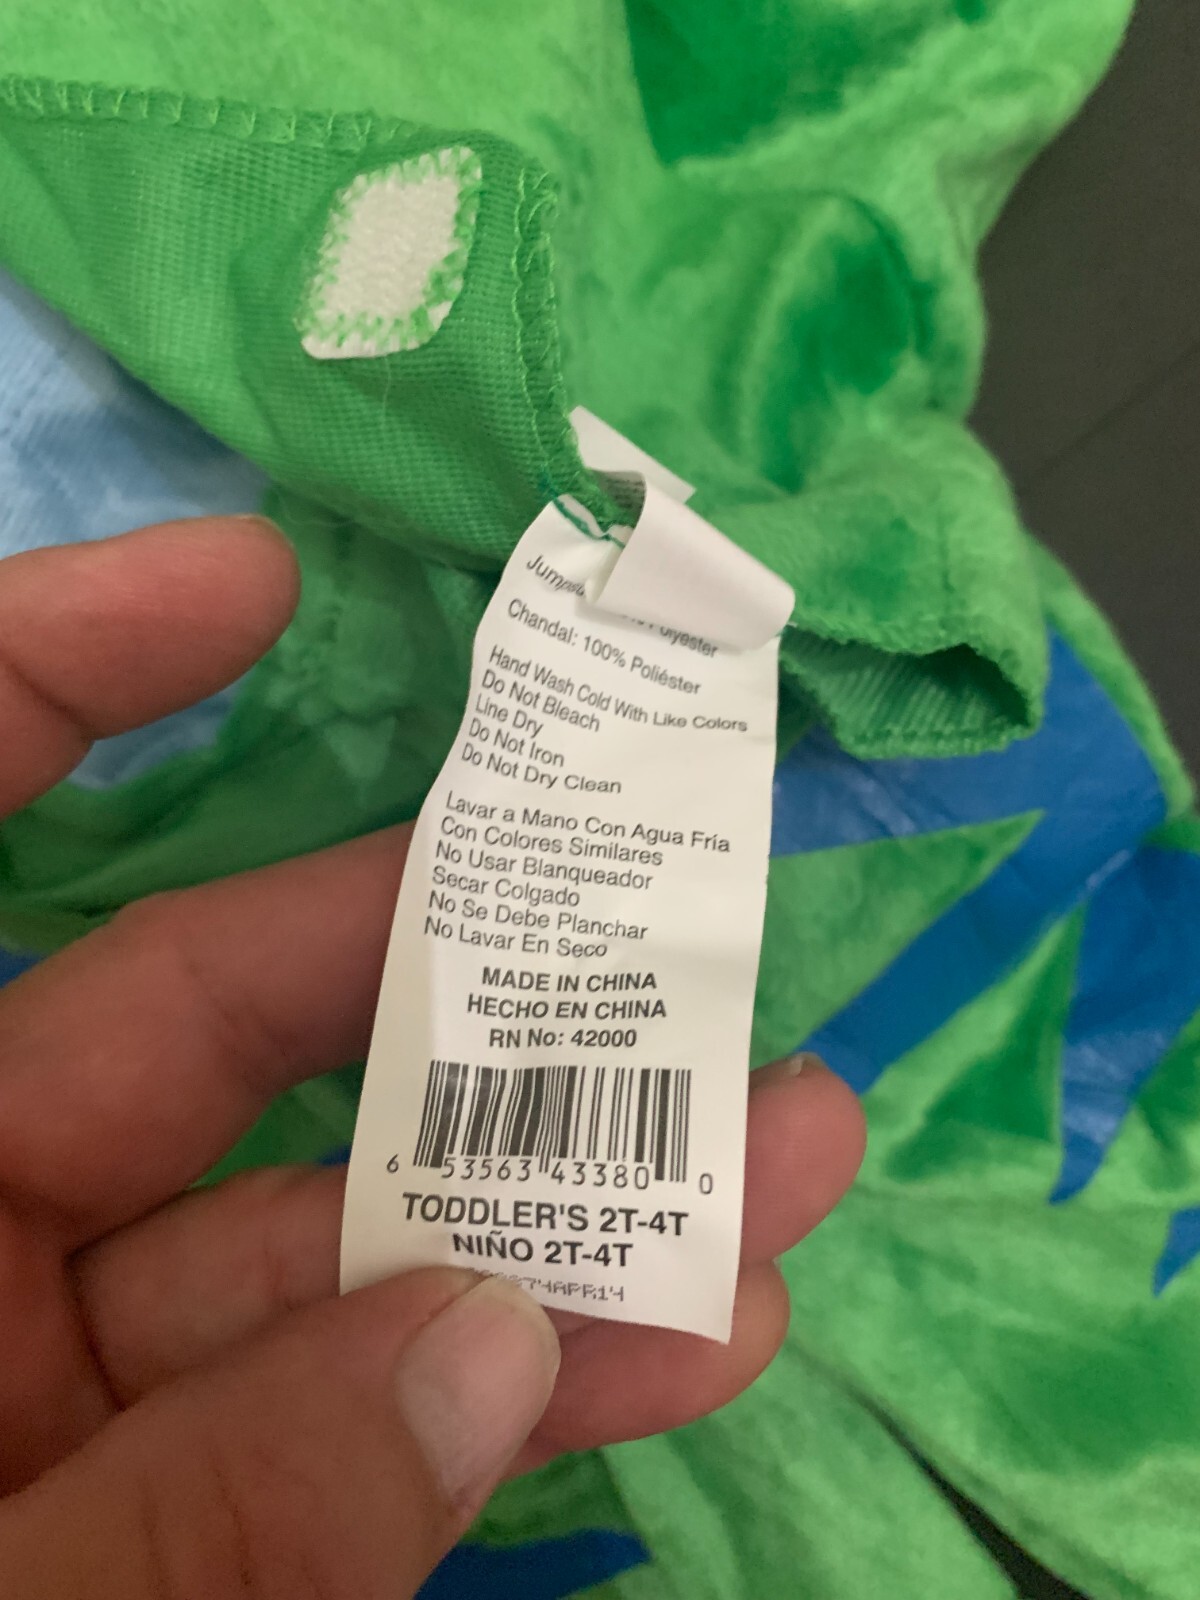 Polyester
Chandal: 100% Poliéster
Hand Wash Cold With Like Colors
Do Not Bleach
Line Dry
Do Not Iron
Do Not Dry Clean
Lavar a Mano Con Agua Fría
Con Colores Similares
No Usar Blanqueador
Secar Colgado
No Se Debe Planchar
No Lavar En Seco
MADE IN CHINA
HECHO EN CHINA
RN No: 42000
6 53563 43380 0
TODDLER'S 2T-4T
NIÑO 2T-4T